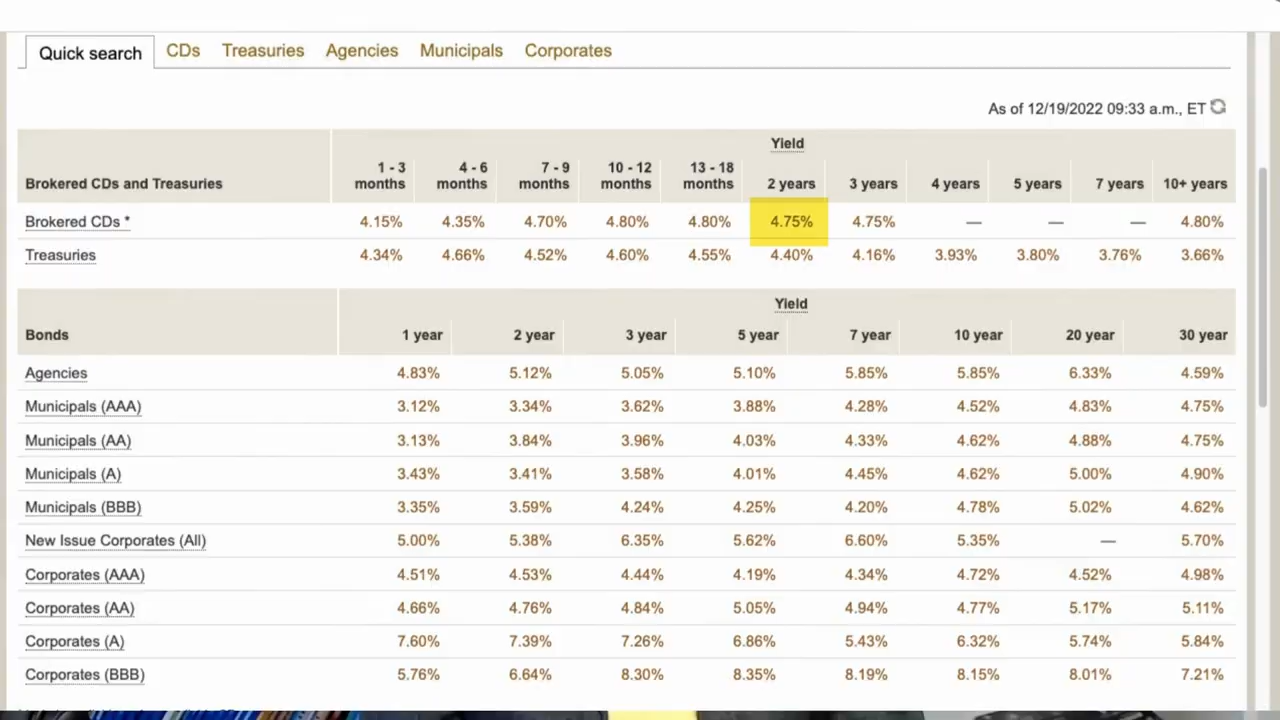 Quick search CDs Treasuries Agencies Municipals Corporates
As of 12/19/2022 09:33 a.m., ET
Yield
Brokered CDs and Treasuries 1 - 3 months 4 - 6 months 7 - 9 months 10 - 12 months 13 - 18 months 2 years 3 years 4 years 5 years 7 years 10+ years
Brokered CDs * 4.15% 4.35% 4.70% 4.80% 4.80% 4.75% 4.75% — — — 4.80%
Treasuries 4.34% 4.66% 4.52% 4.60% 4.55% 4.40% 4.16% 3.93% 3.80% 3.76% 3.66%
Yield
Bonds 1 year 2 year 3 year 5 year 7 year 10 year 20 year 30 year
Agencies 4.83% 5.12% 5.05% 5.10% 5.85% 5.85% 6.33% 4.59%
Municipals (AAA) 3.12% 3.34% 3.62% 3.88% 4.28% 4.52% 4.83% 4.75%
Municipals (AA) 3.13% 3.84% 3.96% 4.03% 4.33% 4.62% 4.88% 4.75%
Municipals (A) 3.43% 3.41% 3.58% 4.01% 4.45% 4.62% 5.00% 4.90%
Municipals (BBB) 3.35% 3.59% 4.24% 4.25% 4.20% 4.78% 5.02% 4.62%
New Issue Corporates (All) 5.00% 5.38% 6.35% 5.62% 6.60% 5.35% — 5.70%
Corporates (AAA) 4.51% 4.53% 4.44% 4.19% 4.34% 4.72% 4.52% 4.98%
Corporates (AA) 4.66% 4.76% 4.84% 5.05% 4.94% 4.77% 5.17% 5.11%
Corporates (A) 7.60% 7.39% 7.26% 6.86% 5.43% 6.32% 5.74% 5.84%
Corporates (BBB) 5.76% 6.64% 8.30% 8.35% 8.19% 8.15% 8.01% 7.21%